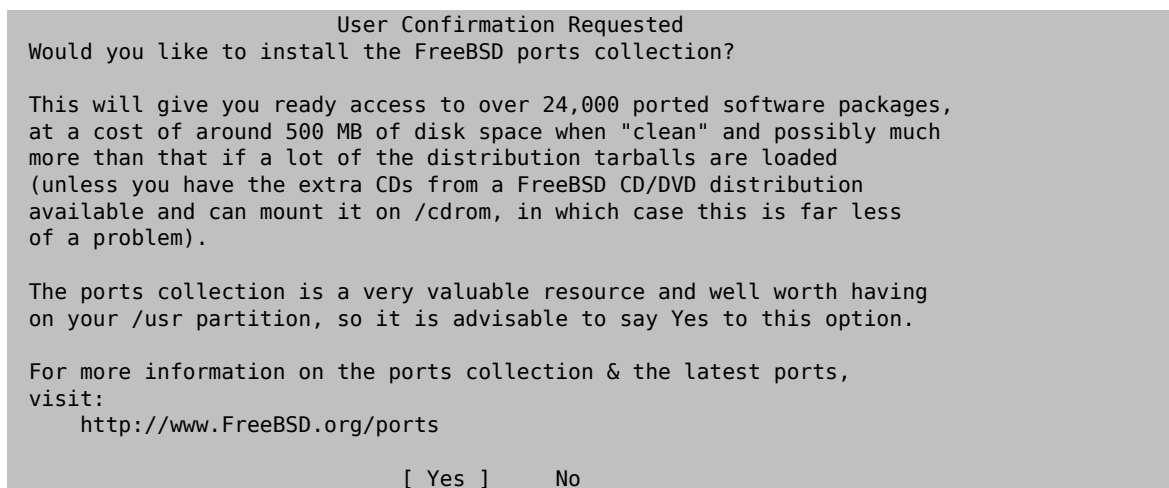 User Confirmation Requested
Would you like to install the FreeBSD ports collection?
This will give you ready access to over 24,000 ported software packages,
at a cost of around 500 MB of disk space when "clean" and possibly much
more than that if a lot of the distribution tarballs are loaded
(unless you have the extra CDs from a FreeBSD CD/DVD distribution
available and can mount it on /cdrom, in which case this is far less
of a problem).
The ports collection is a very valuable resource and well worth having
on your /usr partition, so it is advisable to say Yes to this option.
For more information on the ports collection & the latest ports,
visit:
http://www.FreeBSD.org/ports
[ Yes ] No